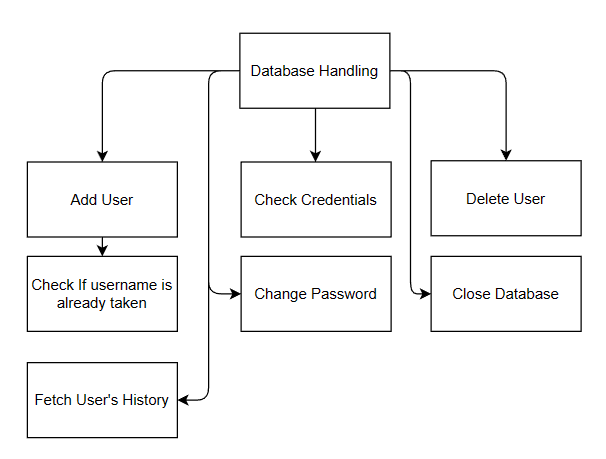 Database Handling
Add User
Check Credentials
Delete User
Check If username is
already taken
Change Password
Close Database
Fetch User's History